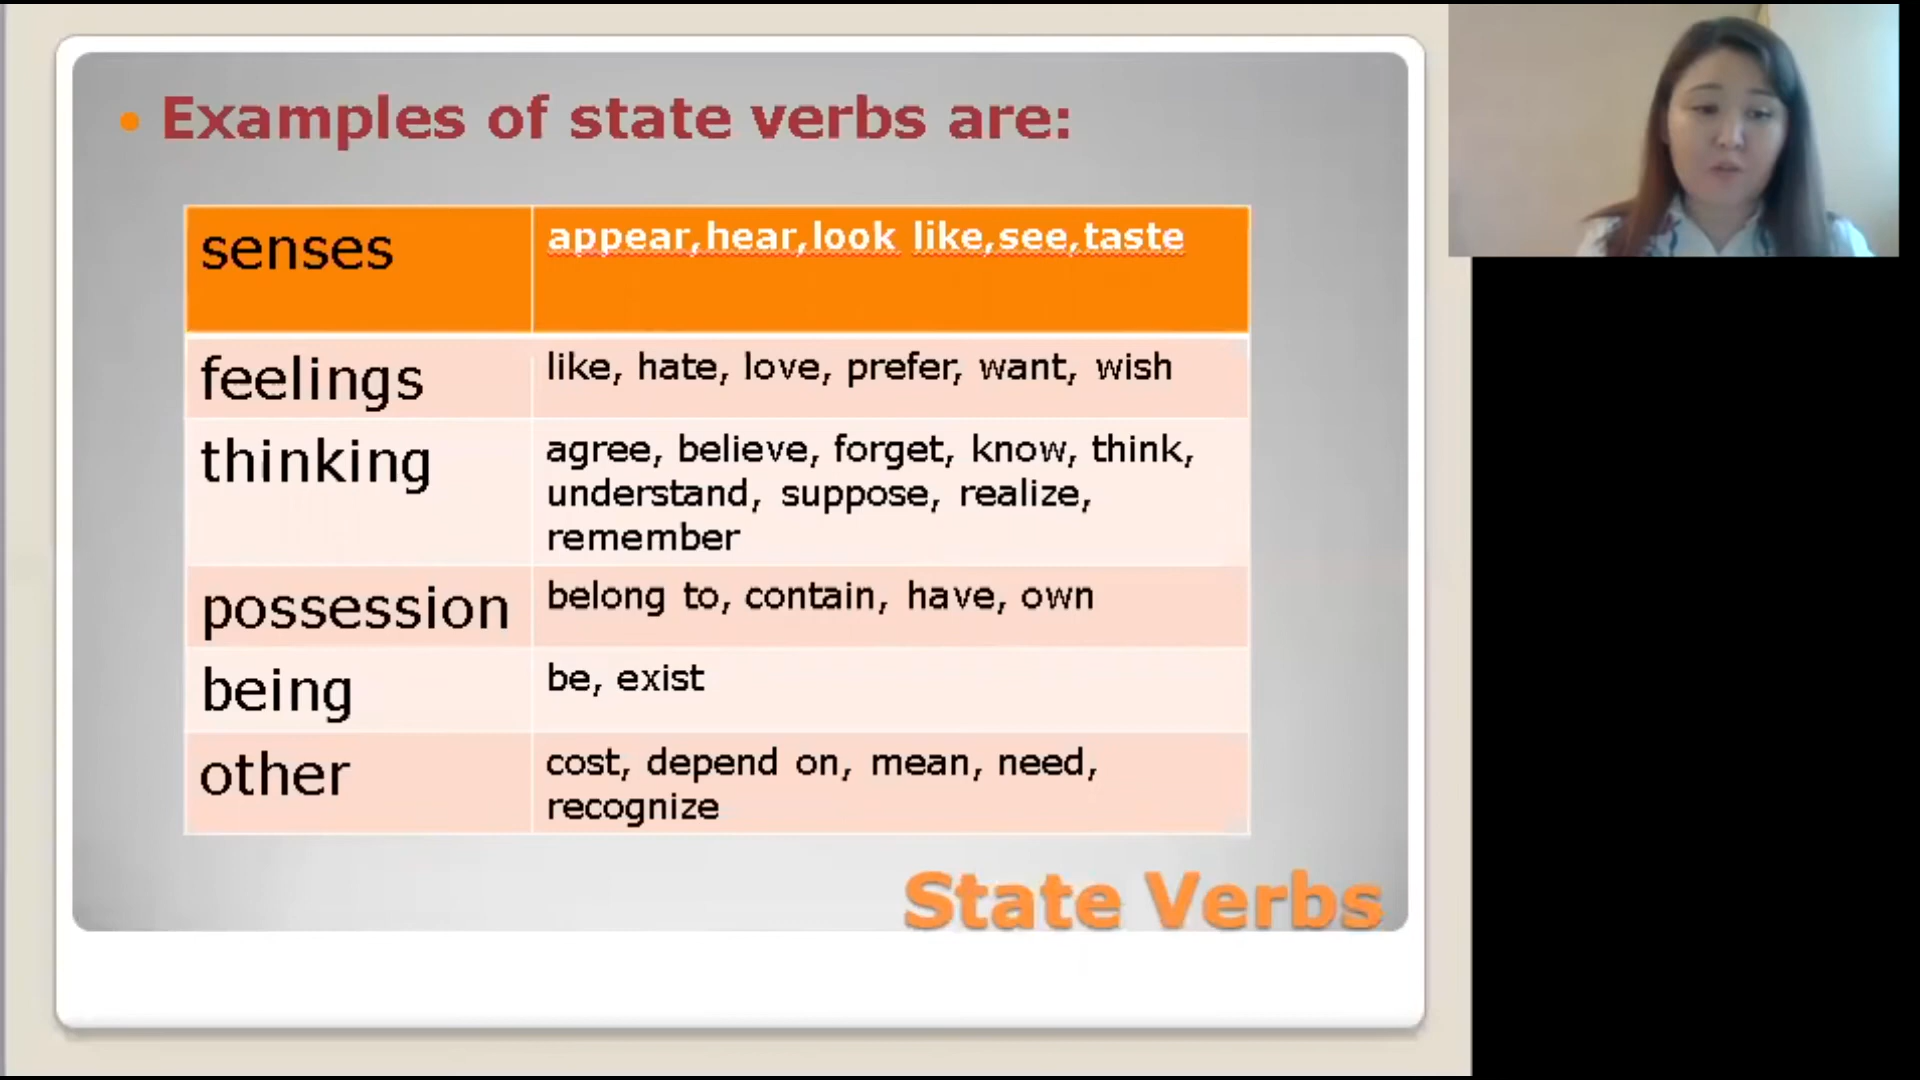 Examples of state verbs are:
senses
appear,hear,look like,see,taste
feelings
like, hate, love, prefer, want, wish
thinking
agree, believe, forget, know, think,
understand, suppose, realize,
remember
possession
belong to, contain, have, own
being
be, exist
other
cost, depend on, mean, need,
recognize
State Verbs